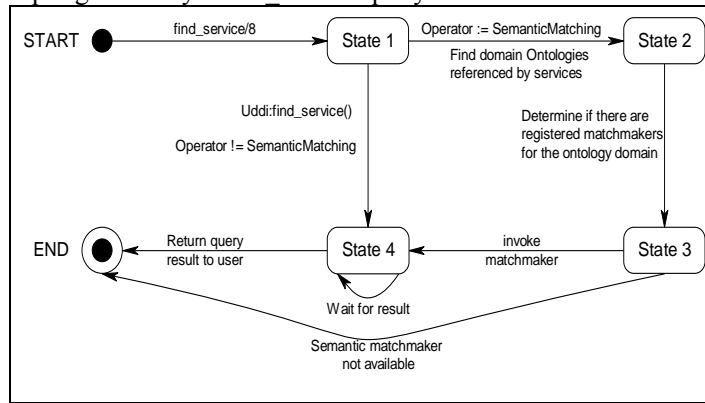 START
find_service/8
State 1
Operator := SemanticMatching
State 2
Find domain Ontologies
referenced by services
Uddi:find_service()
Operator != SemanticMatching
Determine if there are
registered matchmakers
for the ontology domain
END
Return query
result to user
State 4
invoke
matchmaker
State 3
Wait for result
Semantic matchmaker
not available